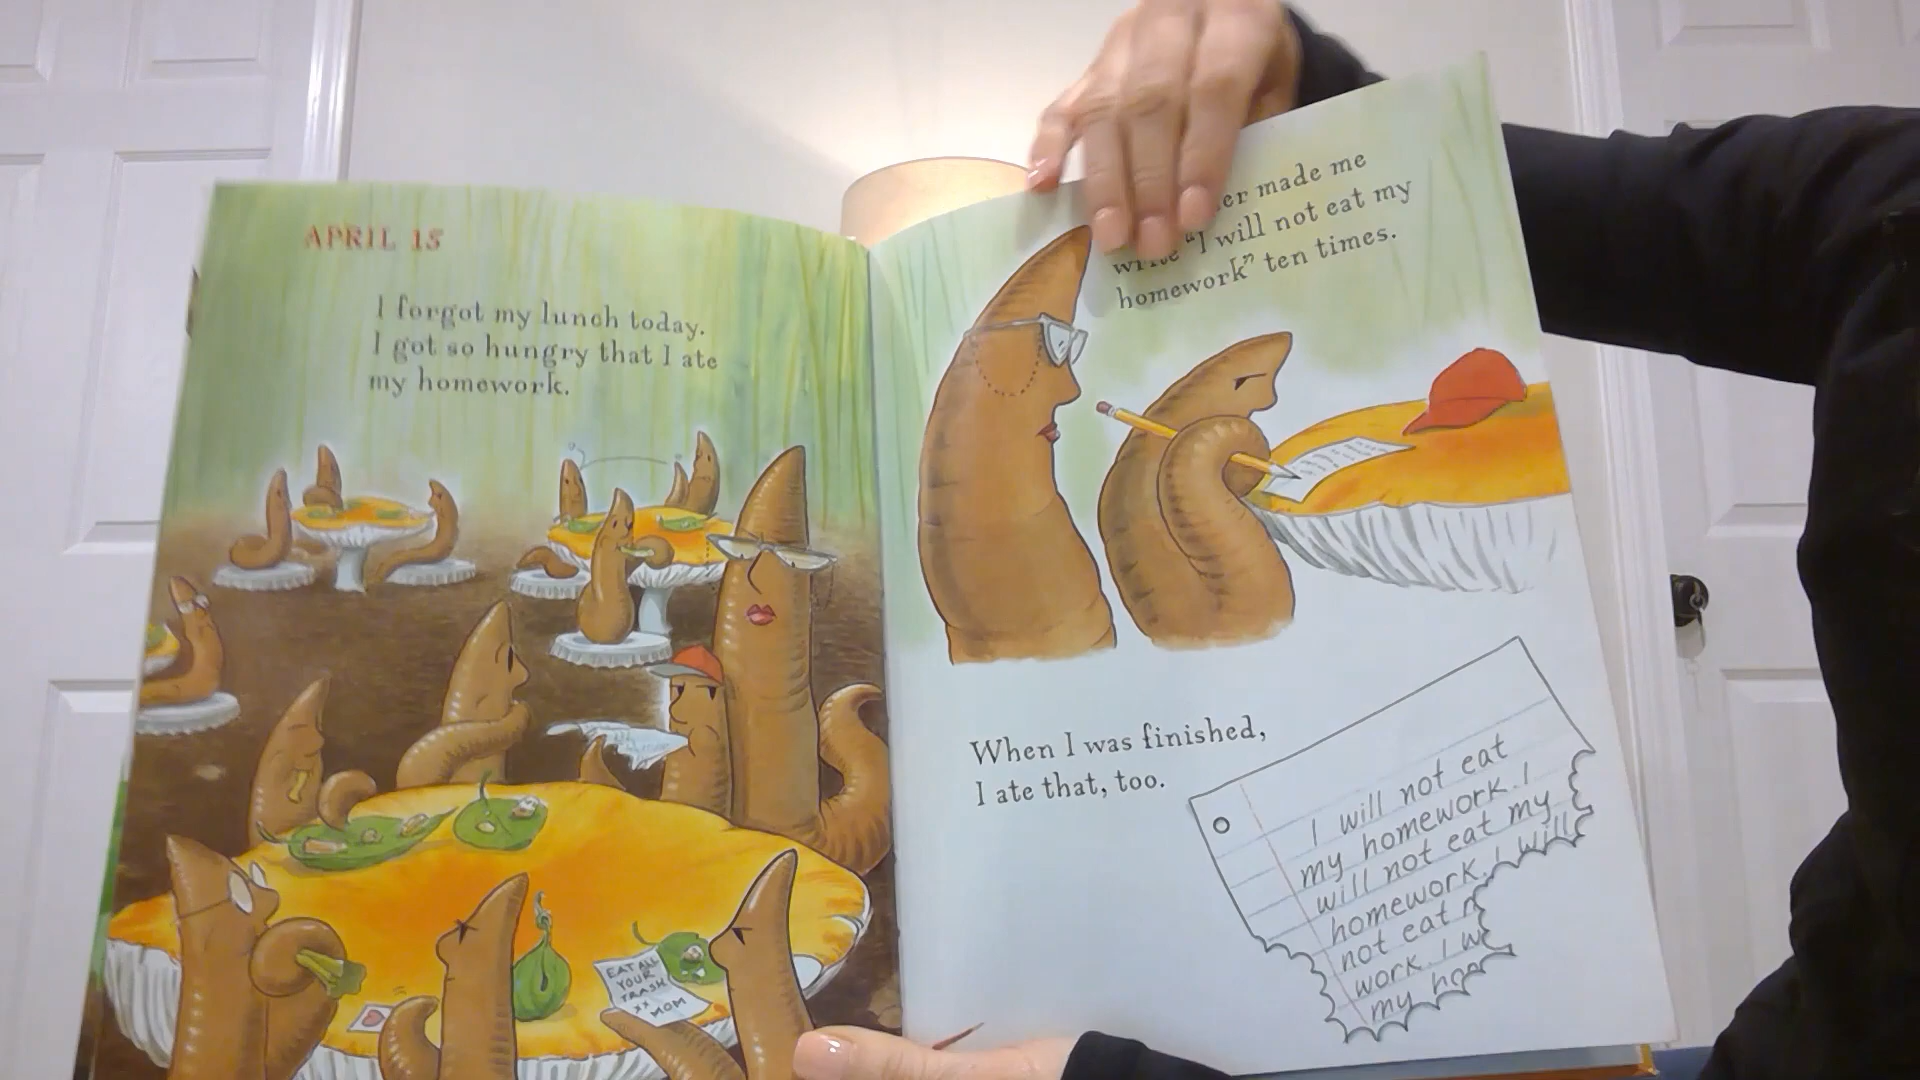 APRIL 15
I forgot my lunch today.
I got so hungry that I ate
my homework.
EAT ALL
YOUR
TRASH
XX MOM
made me
"I will not eat my
homework" ten times.
When I was finished,
I ate that, too.
I will not eat
my homework. I
will not eat my
homework. I will
not eat
work. I
my